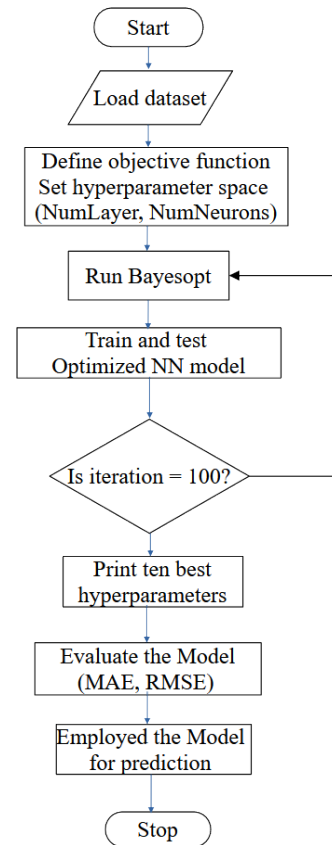 Start
Load dataset
Define objective function
Set hyperparameter space
(NumLayer, NumNeurons)
Run Bayesopt
Train and test
Optimized NN model
Is iteration = 100?
Print ten best
hyperparameters
Evaluate the Model
(MAE, RMSE)
Employed the Model
for prediction
Stop